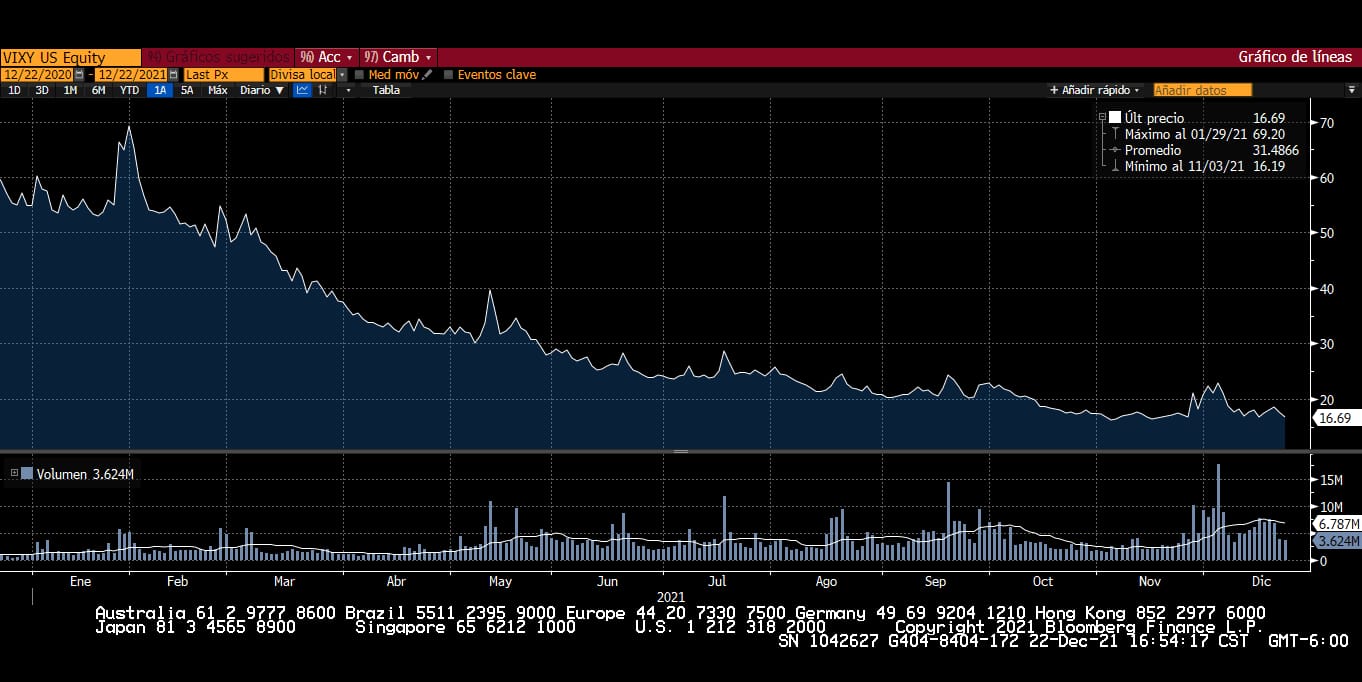 VIXY US Equity 94) Gráficos sugeridos 96) Acc 97) Camb Gráfico de líneas
12/22/2020 - 12/22/2021 Last Px Divisa local Med móv Eventos clave
1D 3D 1M 6M YTD 1A 5A Máx Diario ▼ Tabla + Añadir rápido Añadir datos
Últ precio 16.69
Máximo al 01/29/21 69.20
Promedio 31.4866
Mínimo al 11/03/21 16.19
70
60
50
40
30
20
16.69
Volumen 3.624M
15M
10M
6.787M
3.624M
0
Ene Feb Mar Abr May Jun Jul Ago Sep Oct Nov Dic
2021
Australia 61 2 9777 8600 Brazil 5511 2395 9000 Europe 44 20 7330 7500 Germany 49 69 9204 1210 Hong Kong 852 2977 6000
Japan 81 3 4565 8900 Singapore 65 6212 1000 U.S. 1 212 318 2000 Copyright 2021 Bloomberg Finance L.P.
SN 1042627 G404-8404-172 22-Dec-21 16:54:17 CST GMT-6:00